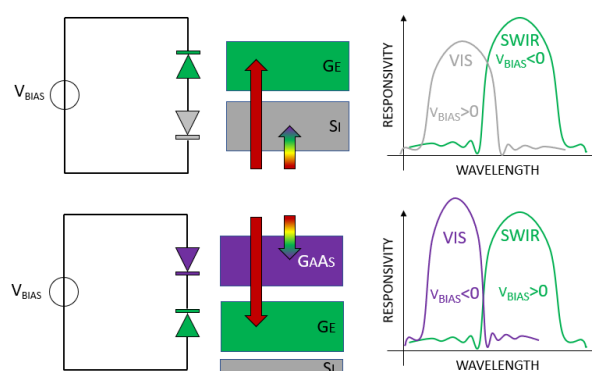 VBIAS
GE
SI
RESPONSIVITY
VIS
VBIAS>0
SWIR
VBIAS<0
WAVELENGTH
VBIAS
GAAS
GE
SI
RESPONSIVITY
VIS
VBIAS<0
SWIR
VBIAS>0
WAVELENGTH